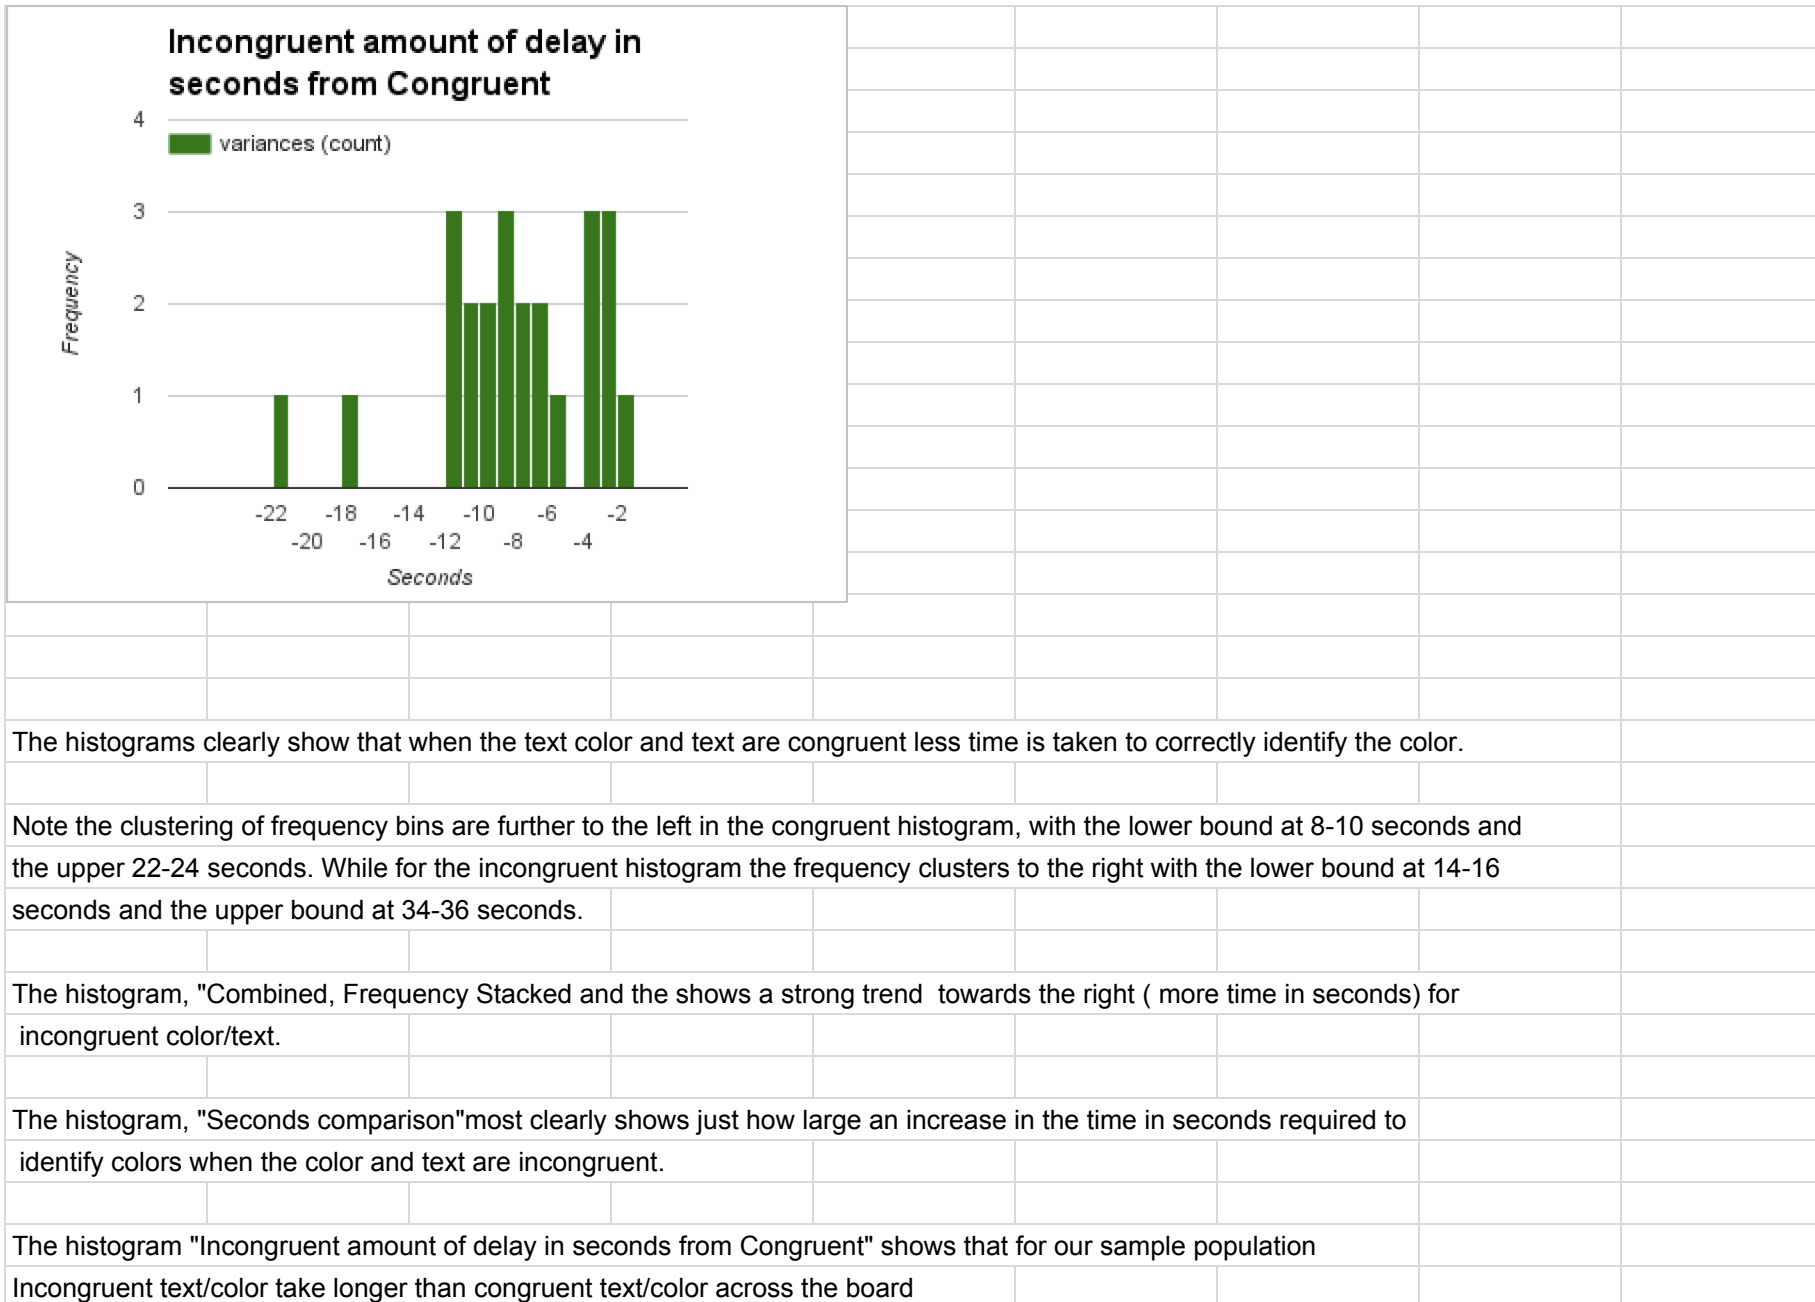 Incongruent amount of delay in
seconds from Congruent
4
variances (count)
3
2
1
0
Frequency
-22 -18 -14 -10 -6 -2
-20 -16 -12 -8 -4
Seconds
The histograms clearly show that when the text color and text are congruent less time is taken to correctly identify the color.
Note the clustering of frequency bins are further to the left in the congruent histogram, with the lower bound at 8-10 seconds and
the upper 22-24 seconds. While for the incongruent histogram the frequency clusters to the right with the lower bound at 14-16
seconds and the upper bound at 34-36 seconds.
The histogram, "Combined, Frequency Stacked and the shows a strong trend  towards the right ( more time in seconds) for
incongruent color/text.
The histogram, "Seconds comparison"most clearly shows just how large an increase in the time in seconds required to
identify colors when the color and text are incongruent.
The histogram "Incongruent amount of delay in seconds from Congruent" shows that for our sample population
Incongruent text/color take longer than congruent text/color across the board